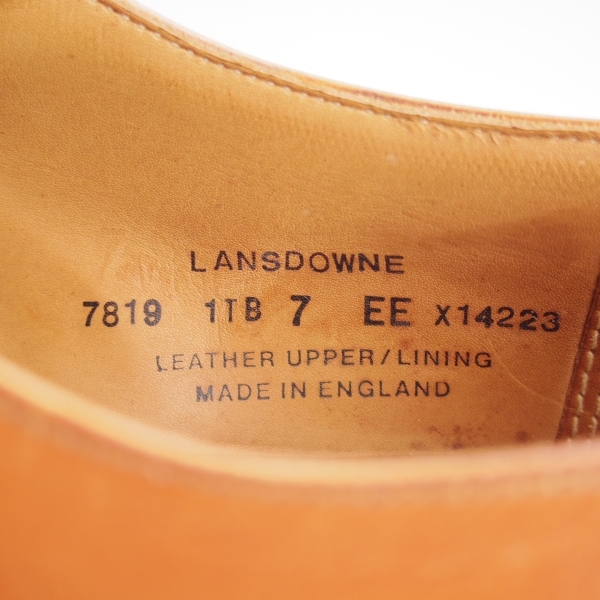 LANSDOWNE
7819 1TB 7 EE X14223
LEATHER UPPER/LINING
MADE IN ENGLAND